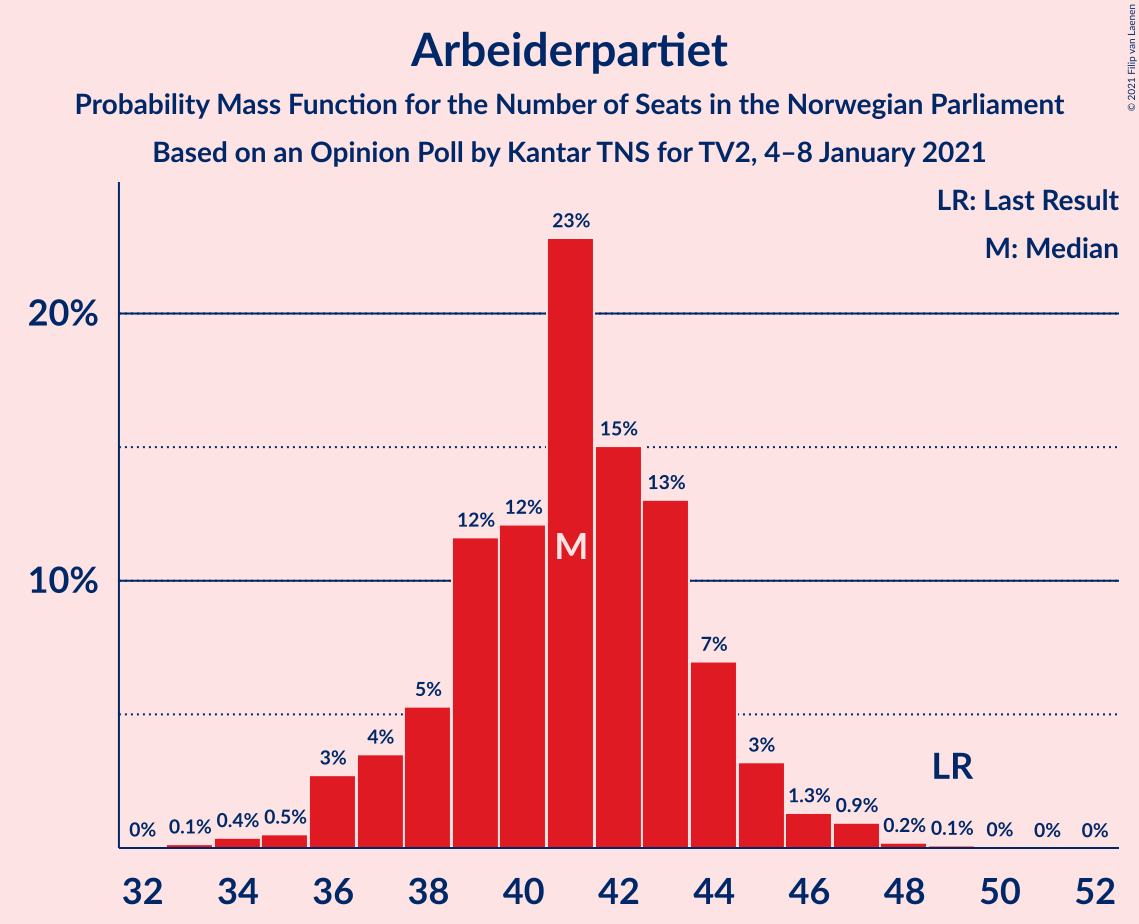 Arbeiderpartiet
Probability Mass Function for the Number of Seats in the Norwegian Parliament
Based on an Opinion Poll by Kantar TNS for TV2, 4–8 January 2021
© 2021 Filip van Laenen
LR: Last Result
M: Median
20%
10%
0% 0.1% 0.4% 0.5% 3% 4% 5% 12% 12% 23% 15% 13% 7% 3% 1.3% 0.9% 0.2% 0.1% 0% 0% 0%
M
LR
32 34 36 38 40 42 44 46 48 50 52